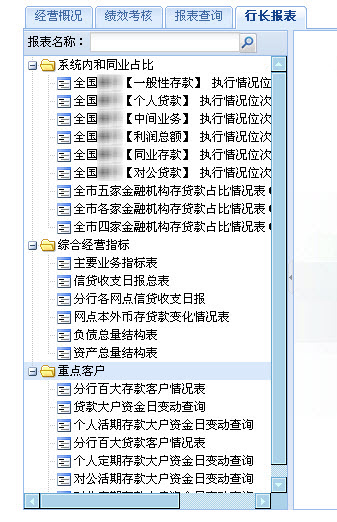 经营概况 绩效考核 报表查询 行长报表
报表名称:
系统内和同业占比
全国 【一般性存款】 执行情况位次
全国 【个人贷款】 执行情况位次
全国 【中间业务】 执行情况位次
全国 【利润总额】 执行情况位次
全国 【同业存款】 执行情况位次
全国 【对公贷款】 执行情况位次
全市五家金融机构存贷款占比情况表
全市各家金融机构存贷款占比情况表
全市四家金融机构存贷款占比情况表
综合经营指标
主要业务指标表
信贷收支日报总表
分行各网点信贷收支日报
网点本外币存贷款变化情况表
负债总量结构表
资产总量结构表
重点客户
分行百大存款客户情况表
贷款大户资金日变动查询
个人活期存款大户资金日变动查询
分行百大贷款客户情况表
个人定期存款大户资金日变动查询
对公活期存款大户资金日变动查询